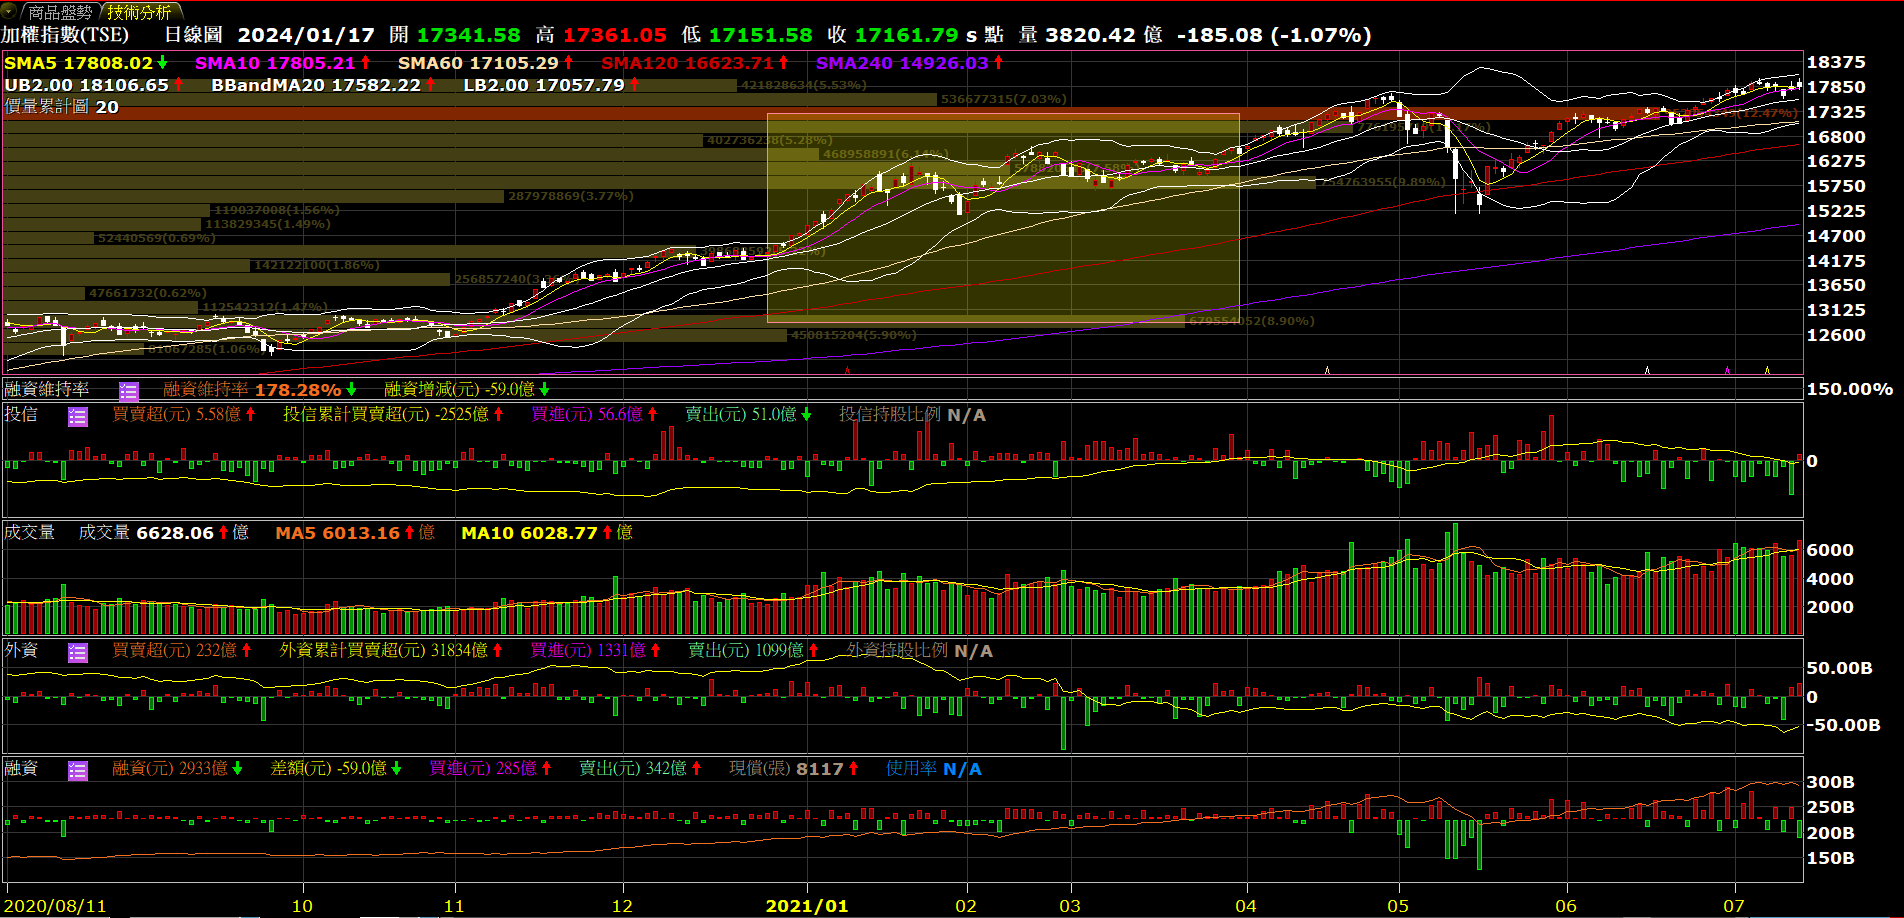 商品盤勢 技術分析
加權指數(TSE) 日線圖 2024/01/17 開 17341.58 高 17361.05 低 17151.58 收 17161.79 s 點 量 3820.42 億 -185.08 (-1.07%)
SMA5 17808.02 SMA10 17805.21 SMA60 17105.29 SMA120 16623.71 SMA240 14926.03
UB2.00 18106.65 BBandMA20 17582.22 LB2.00 17057.79
價量累計圖 20
421828634(5.53%)
536677315(7.03%)
402736238(5.28%)
468958891(6.14%)
754763955(9.89%)
287978869(3.77%)
119037008(1.56%)
113829345(1.49%)
52440569(0.69%)
142122100(1.86%)
47661732(0.62%)
112542312(1.47%)
679554052(8.90%)
450815204(5.90%)
81067285(1.06%)
18375
17850
17325
16800
16275
15750
15225
14700
14175
13650
13125
12600
融資維持率 融資維持率 178.28% 融資增減(元) -59.0億 150.00%
投信 買賣超(元) 5.58億 投信累計買賣超(元) -2525億 買進(元) 56.6億 賣出(元) 51.0億 投信持股比例 N/A
0
成交量 成交量 6628.06 億 MA5 6013.16 億 MA10 6028.77 億
6000
4000
2000
外資 買賣超(元) 232億 外資累計買賣超(元) 31834億 買進(元) 1331億 賣出(元) 1099億 外資持股比例 N/A
50.00B
0
-50.00B
融資 融資(元) 2933億 差額(元) -59.0億 買進(元) 285億 賣出(元) 342億 現償(張) 8117 使用率 N/A
300B
250B
200B
150B
2020/08/11 10 11 12 2021/01 02 03 04 05 06 07